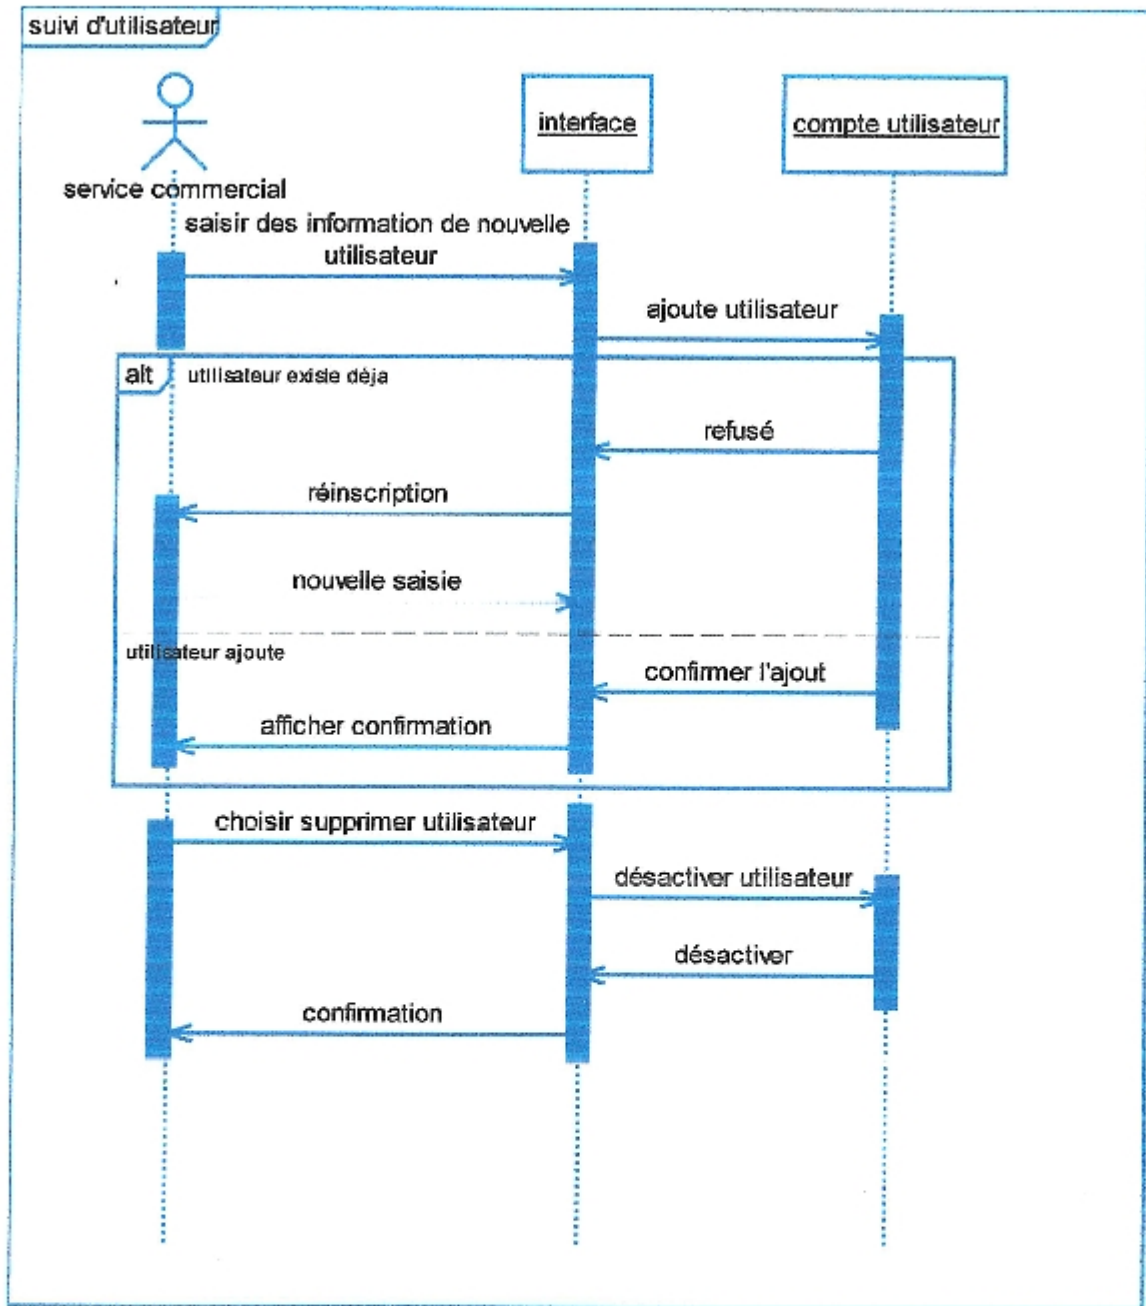 suivi d'utilisateur
interface
compte utilisateur
service commercial
saisir des information de nouvelle
utilisateur
ajoute utilisateur
alt
utilisateur existe déja
refusé
réinscription
nouvelle saisie
utilisateur ajoute
confirmer l'ajout
afficher confirmation
choisir supprimer utilisateur
désactiver utilisateur
désactiver
confirmation